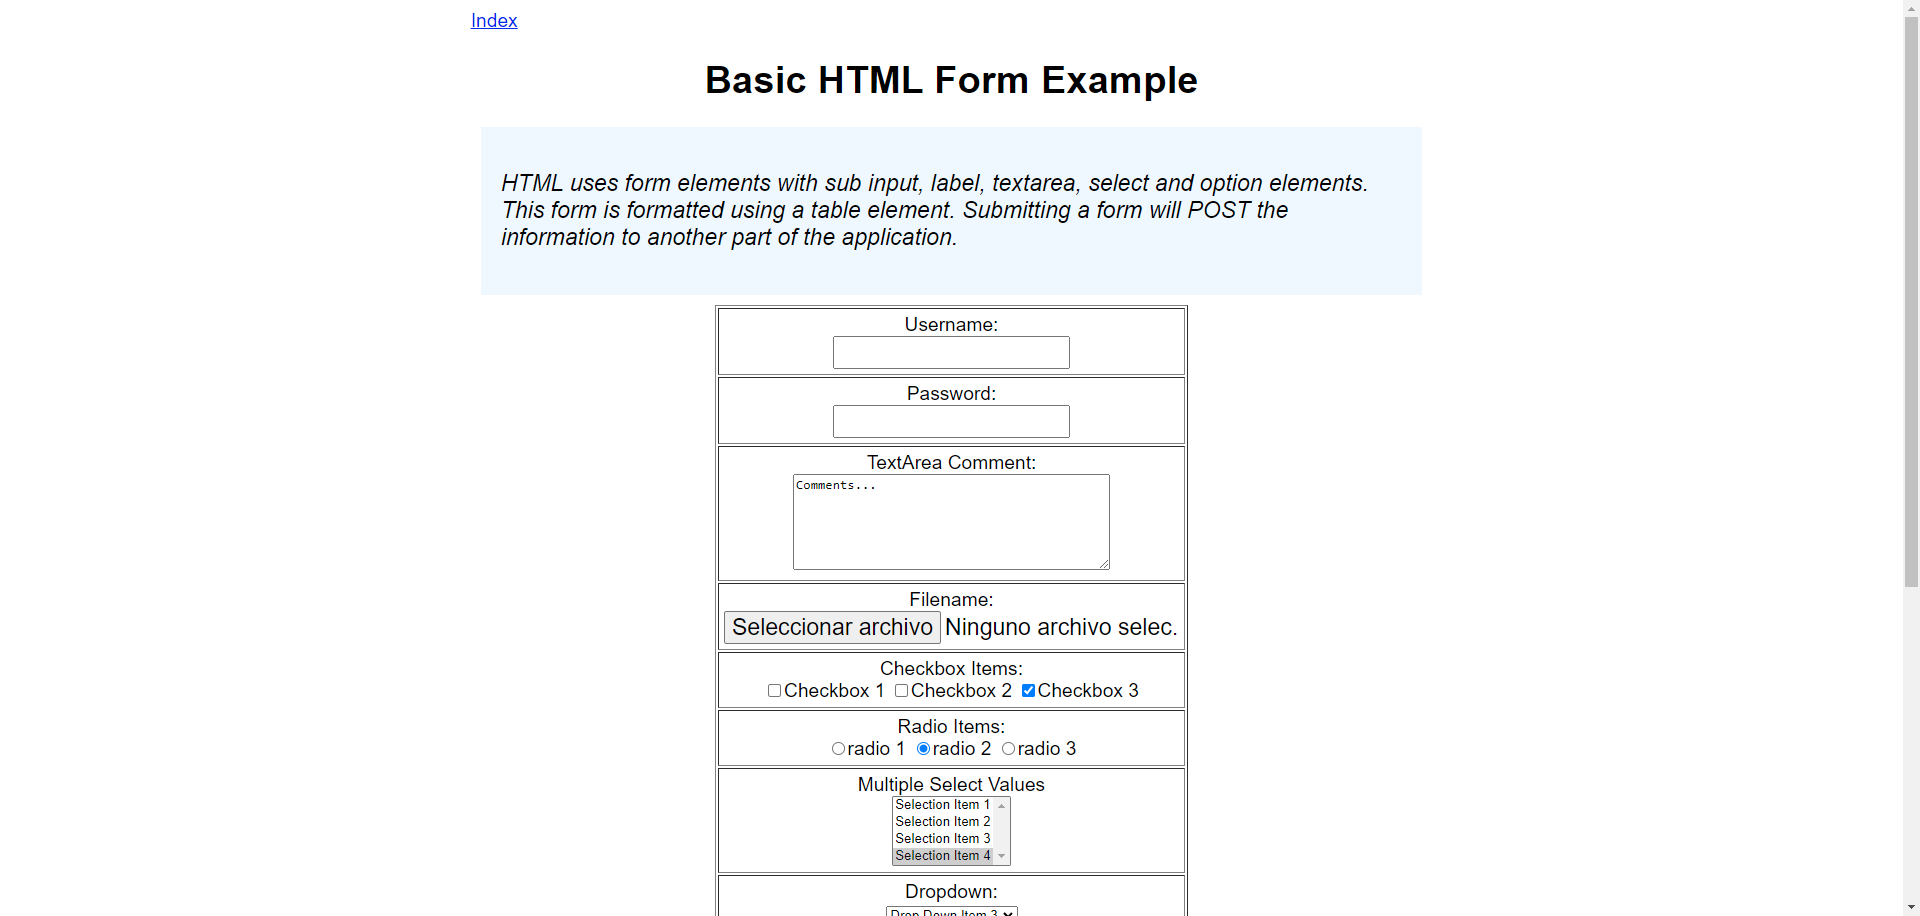 Index
Basic HTML Form Example
HTML uses form elements with sub input, label, textarea, select and option elements.
This form is formatted using a table element. Submitting a form will POST the
information to another part of the application.
Username:
Password:
TextArea Comment:
Comments...
Filename:
Seleccionar archivo Ninguno archivo selec.
Checkbox Items:
Checkbox 1 Checkbox 2 Checkbox 3
Radio Items:
radio 1 radio 2 radio 3
Multiple Select Values
Selection Item 1
Selection Item 2
Selection Item 3
Selection Item 4
Dropdown:
Drop Down Item 3